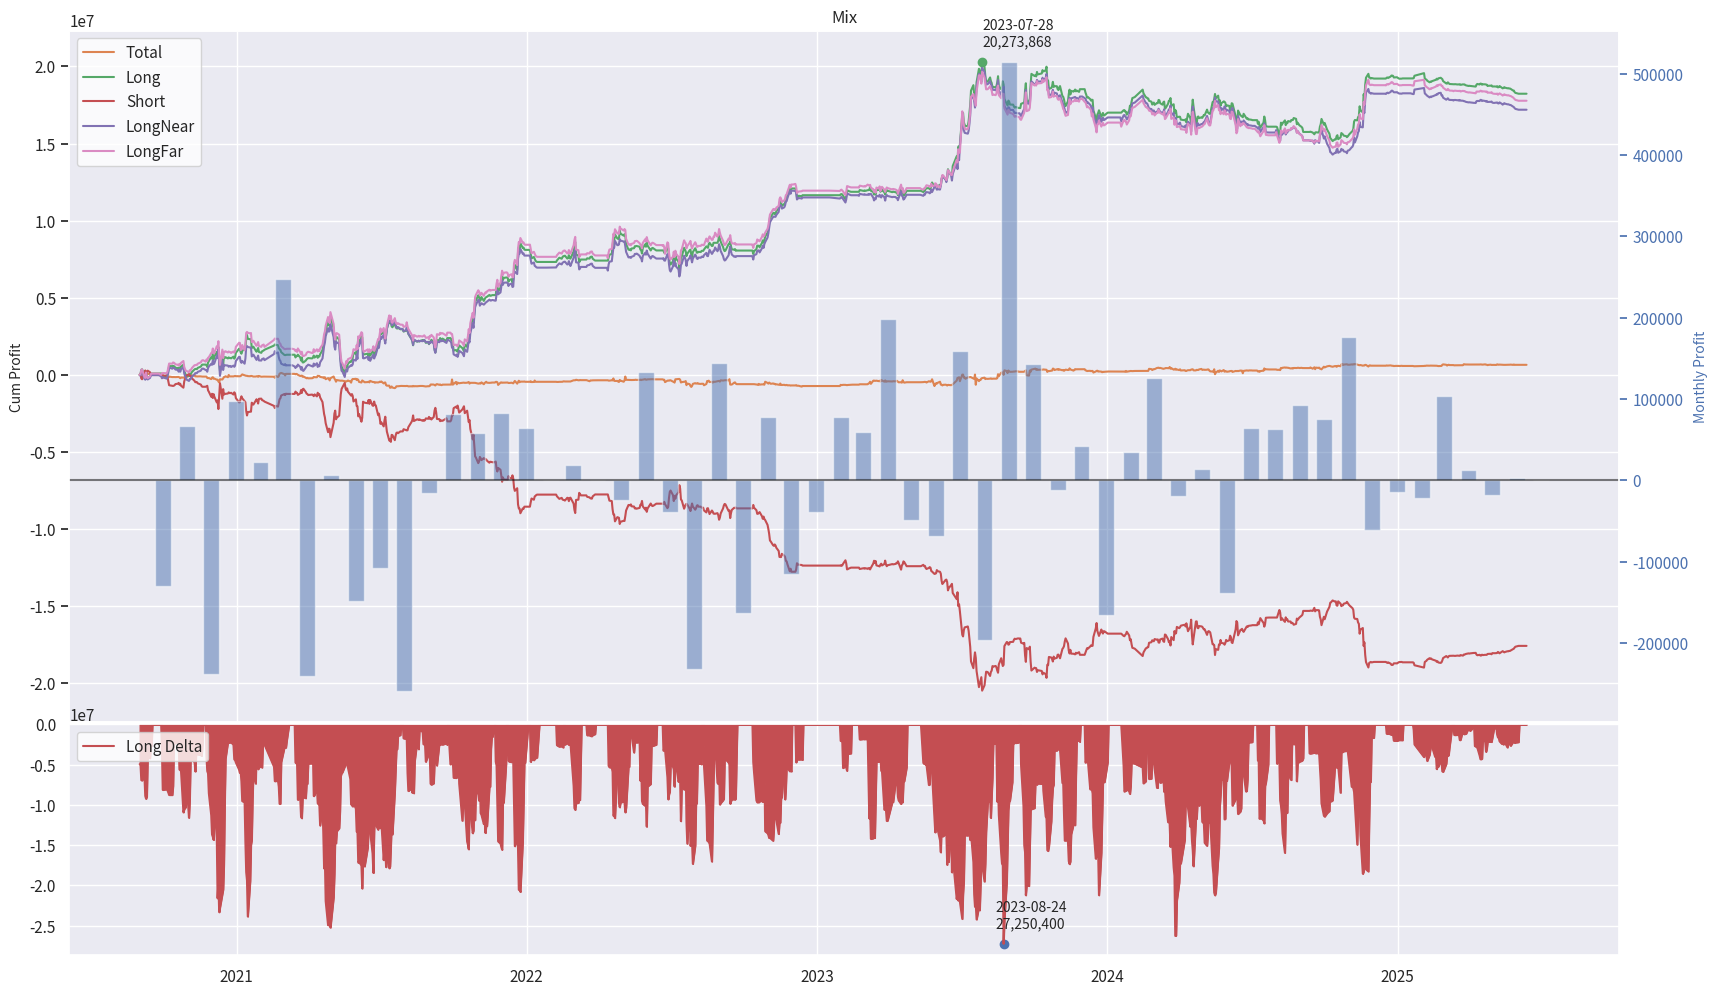 Mix
1e7
2023-07-28
20,273,868
Total
Long
Short
LongNear
LongFar
2.0
1.5
1.0
0.5
0.0
-0.5
-1.0
-1.5
-2.0
Cum Profit
500000
400000
300000
200000
100000
0
-100000
-200000
Monthly Profit
1e7
Long Delta
0.0
-0.5
-1.0
-1.5
-2.0
-2.5
2023-08-24
27,250,400
2021
2022
2023
2024
2025